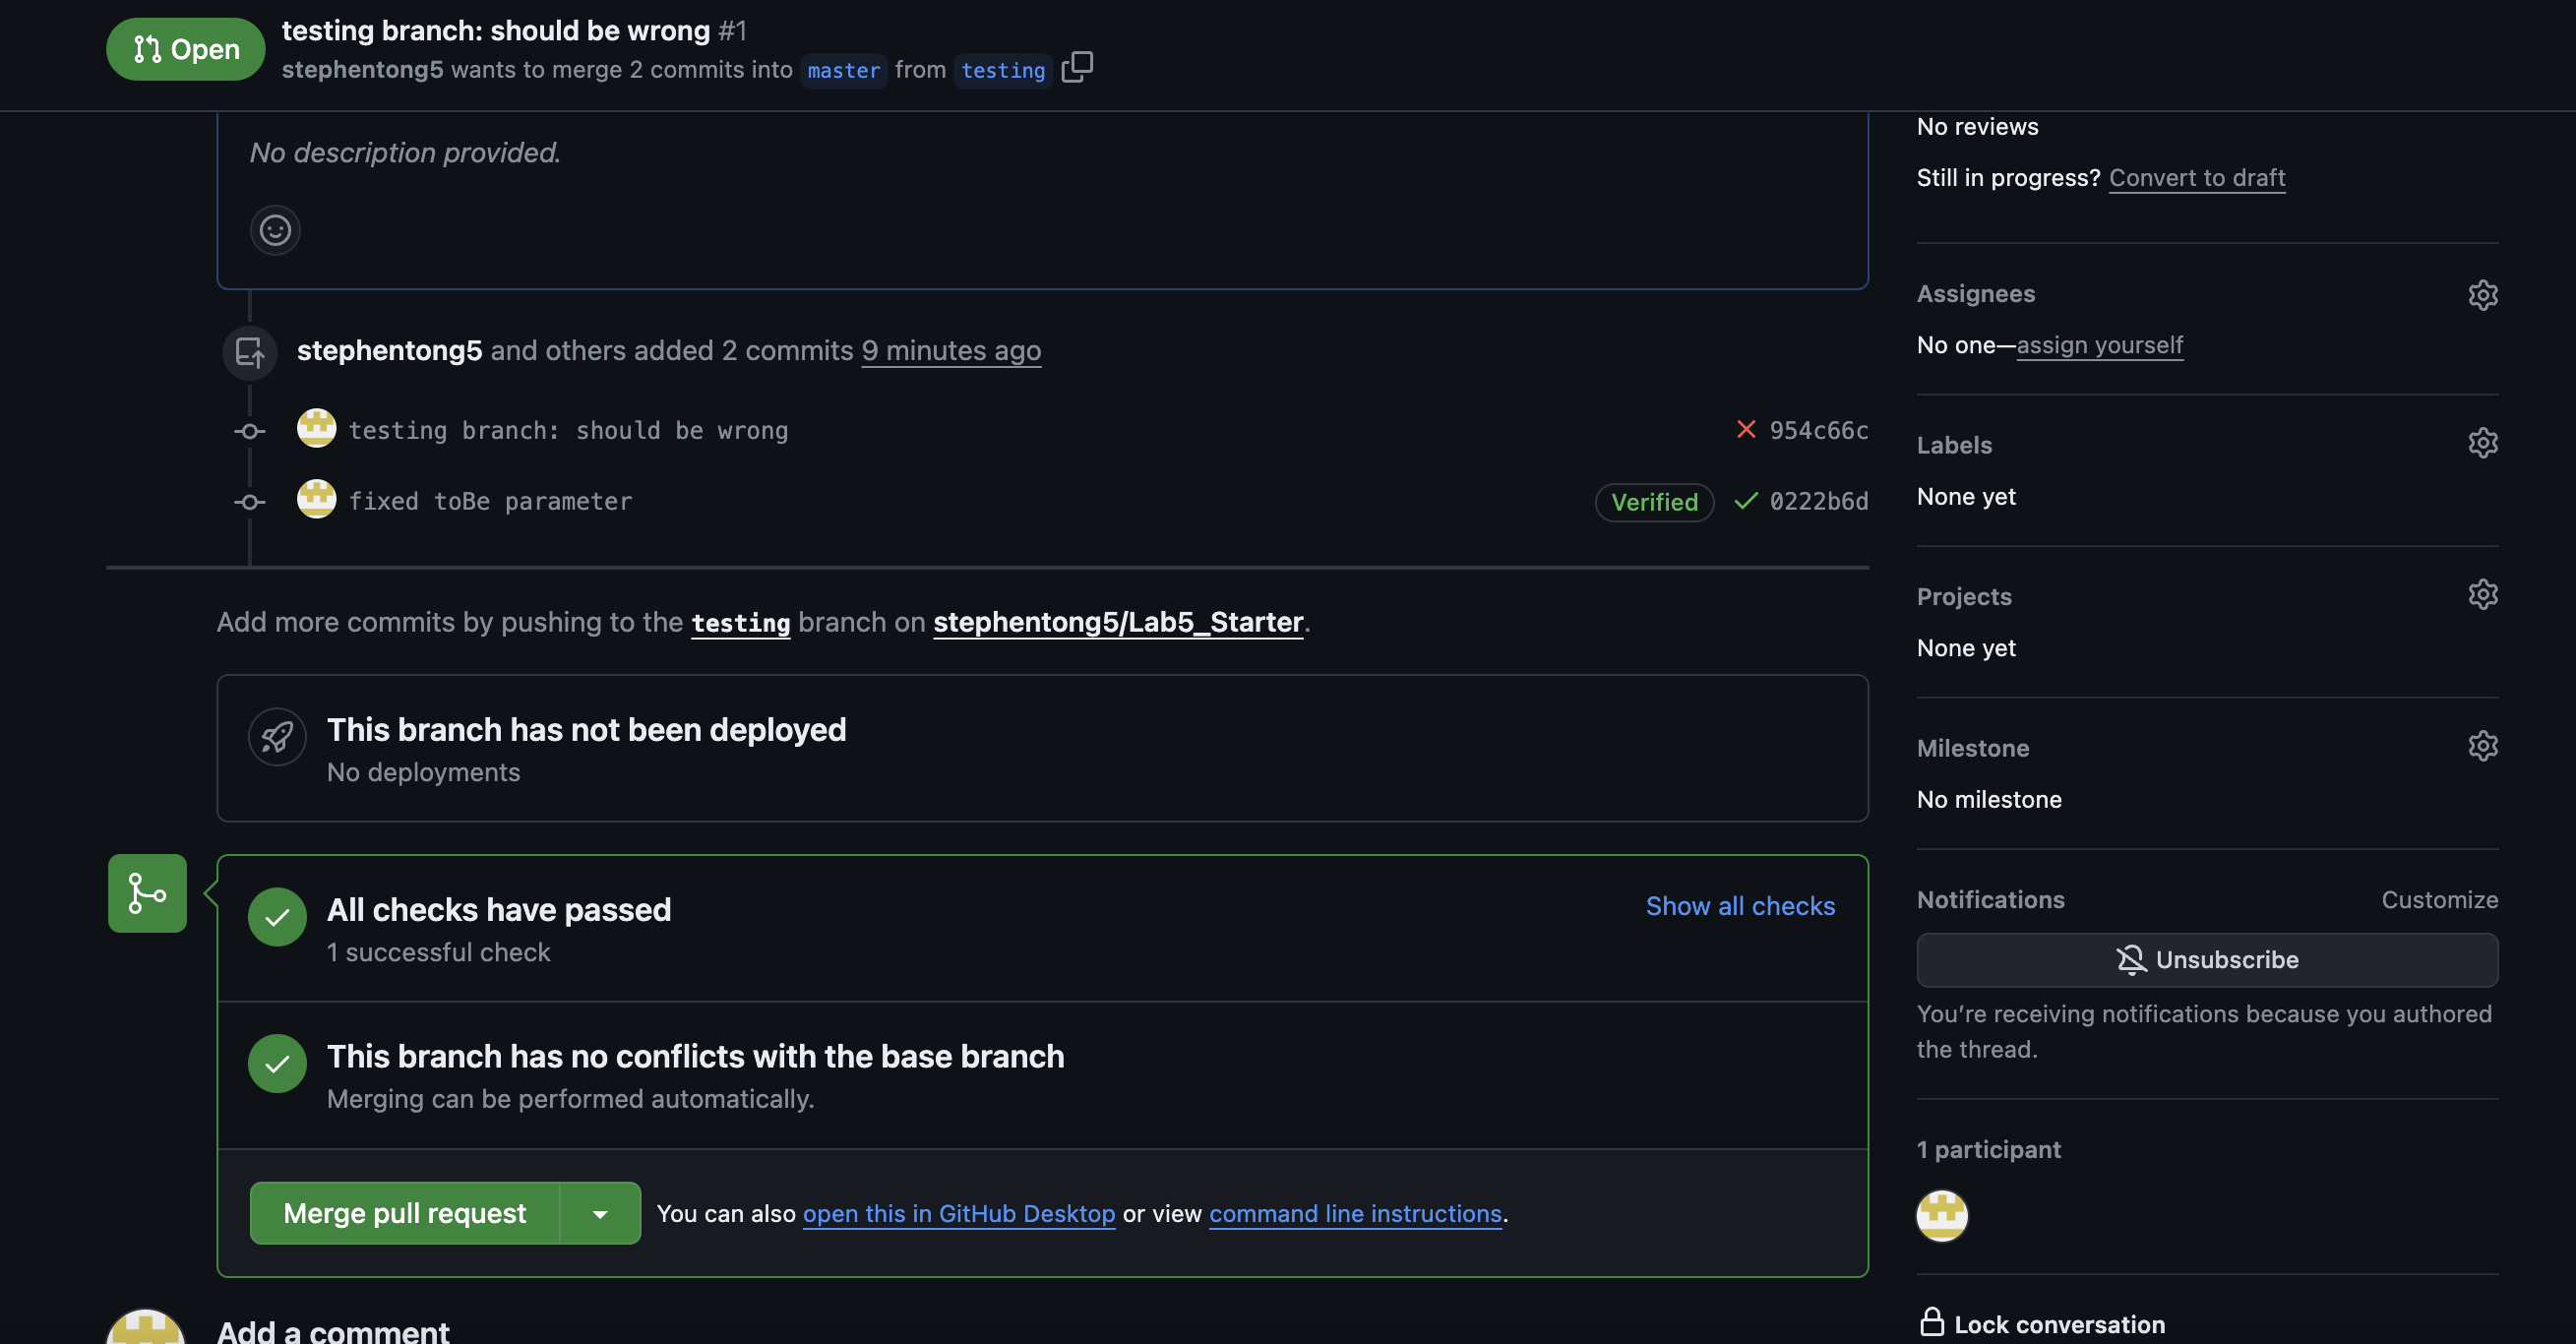 Open
testing branch: should be wrong #1
stephentong5 wants to merge 2 commits into master from testing
No description provided.
stephentong5 and others added 2 commits 9 minutes ago
testing branch: should be wrong 954c66c
fixed toBe parameter Verified 0222b6d
Add more commits by pushing to the testing branch on stephentong5/Lab5_Starter.
This branch has not been deployed
No deployments
All checks have passed
Show all checks
1 successful check
This branch has no conflicts with the base branch
Merging can be performed automatically.
Merge pull request
You can also open this in GitHub Desktop or view command line instructions.
Add a comment
No reviews
Still in progress? Convert to draft
Assignees
No one—assign yourself
Labels
None yet
Projects
None yet
Milestone
No milestone
Notifications Customize
Unsubscribe
You’re receiving notifications because you authored
the thread.
1 participant
Lock conversation